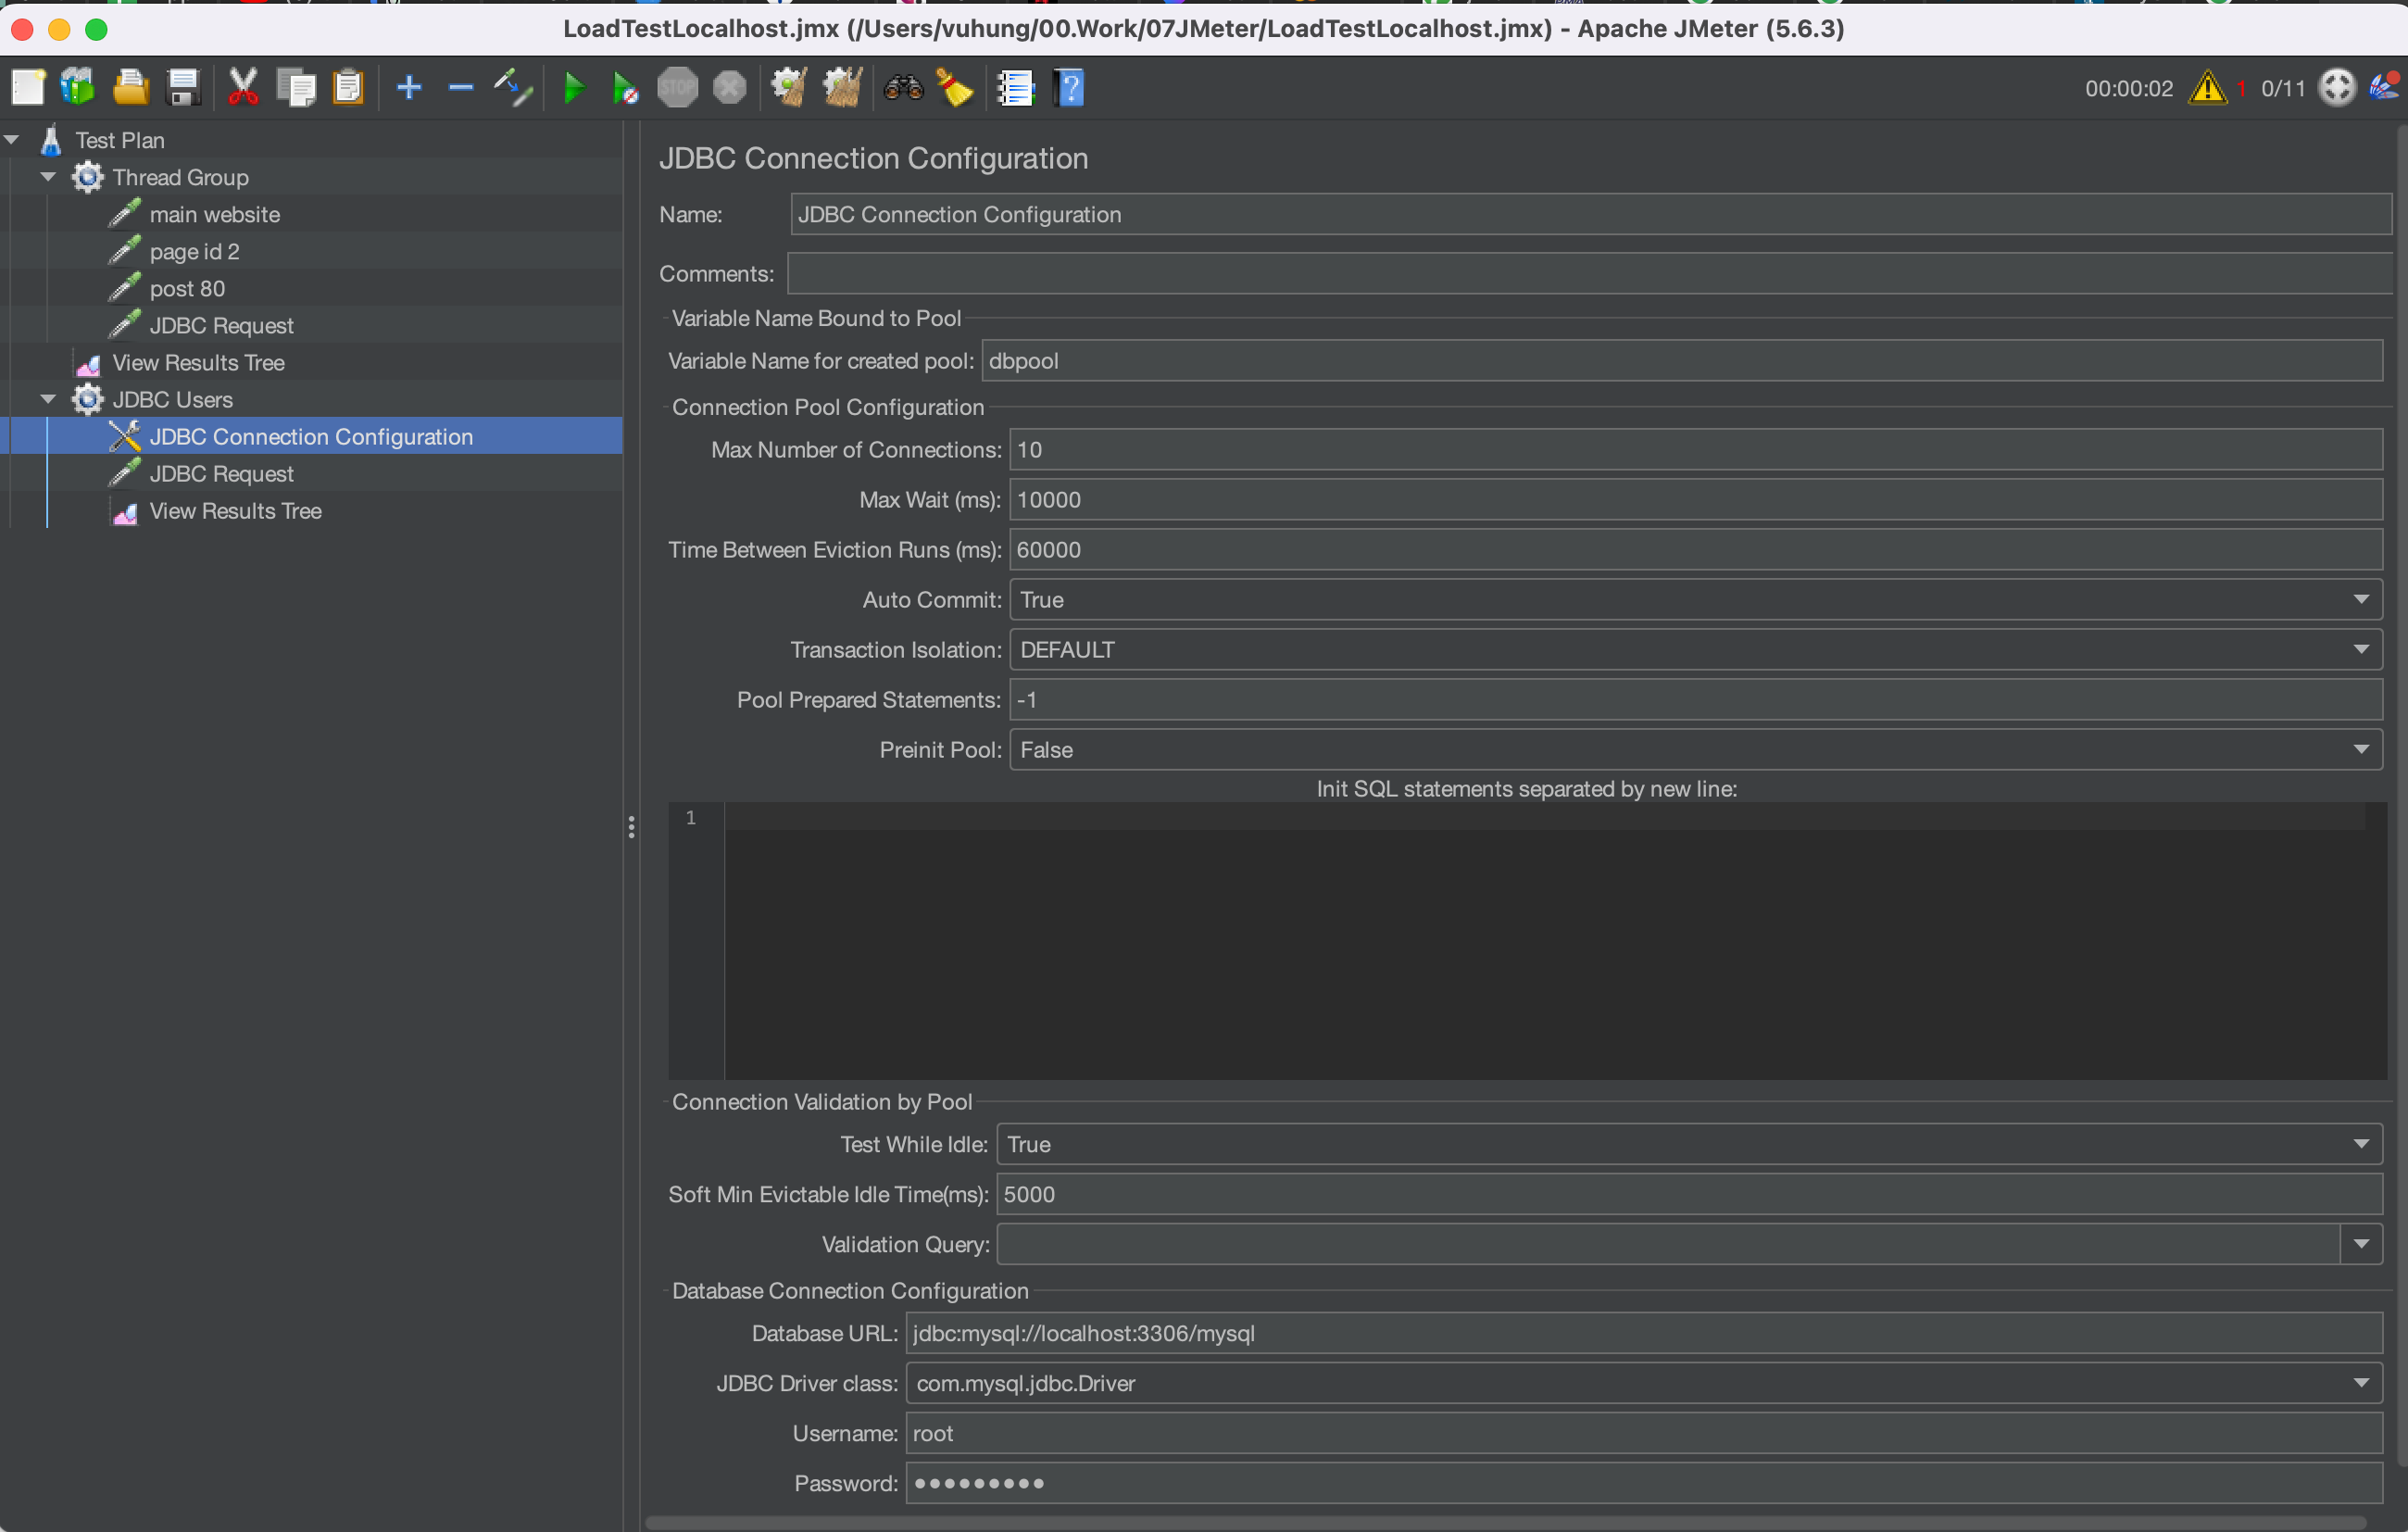 LoadTestLocalhost.jmx (/Users/vuhung/00.Work/07JMeter/LoadTestLocalhost.jmx) - Apache JMeter (5.6.3)
STOP
00:00:02 1 0/11
Test Plan
Thread Group
main website
page id 2
post 80
JDBC Request
View Results Tree
JDBC Users
JDBC Connection Configuration
JDBC Request
View Results Tree
JDBC Connection Configuration
Name: JDBC Connection Configuration
Comments:
Variable Name Bound to Pool
Variable Name for created pool: dbpool
Connection Pool Configuration
Max Number of Connections: 10
Max Wait (ms): 10000
Time Between Eviction Runs (ms): 60000
Auto Commit: True
Transaction Isolation: DEFAULT
Pool Prepared Statements: -1
Preinit Pool: False
Init SQL statements separated by new line:
1
Connection Validation by Pool
Test While Idle: True
Soft Min Evictable Idle Time(ms): 5000
Validation Query:
Database Connection Configuration
Database URL: jdbc:mysql://localhost:3306/mysql
JDBC Driver class: com.mysql.jdbc.Driver
Username: root
Password: •••••••••